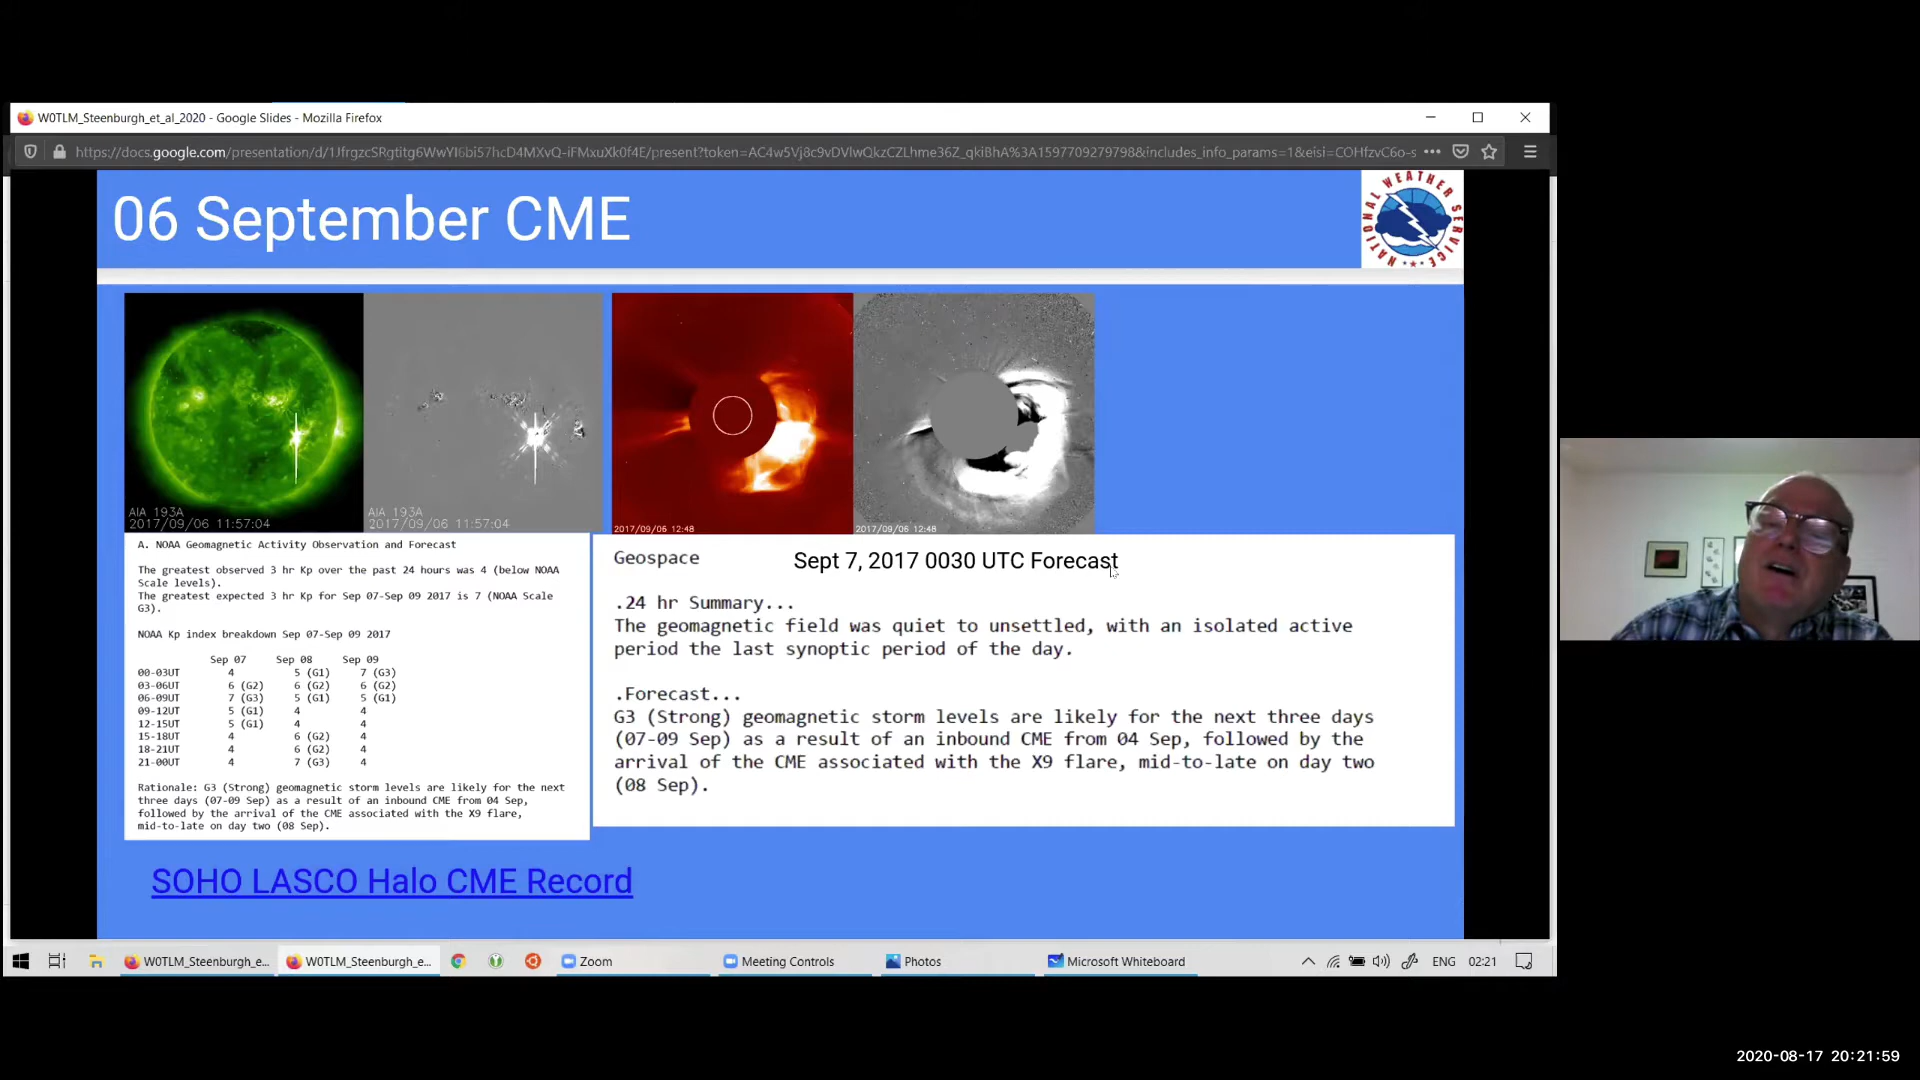 W0TLM_Steenburgh_et_al_2020 - Google Slides - Mozilla Firefox
06 September CME
NATIONAL WEATHER SERVICE
AIA 193A
2017/09/06 11:57:04
AIA 193A
2017/09/06 11:57:04
2017/09/06 12:48
2017/09/06 12:48
A. NOAA Geomagnetic Activity Observation and Forecast
The greatest observed 3 hr Kp over the past 24 hours was 4 (below NOAA
Scale levels).
The greatest expected 3 hr Kp for Sep 07-Sep 09 2017 is 7 (NOAA Scale
G3).
NOAA Kp index breakdown Sep 07-Sep 09 2017
Sep 07 Sep 08 Sep 09
00-03UT 4 5 (G1) 7 (G3)
03-06UT 6 (G2) 6 (G2) 6 (G2)
06-09UT 7 (G3) 5 (G1) 5 (G1)
09-12UT 5 (G1) 4 4
12-15UT 5 (G1) 4 4
15-18UT 4 6 (G2) 4
18-21UT 4 6 (G2) 4
21-00UT 4 7 (G3) 4
Rationale: G3 (Strong) geomagnetic storm levels are likely for the next
three days (07-09 Sep) as a result of an inbound CME from 04 Sep,
followed by the arrival of the CME associated with the X9 flare,
mid-to-late on day two (08 Sep).
Geospace Sept 7, 2017 0030 UTC Forecast
.24 hr Summary...
The geomagnetic field was quiet to unsettled, with an isolated active
period the last synoptic period of the day.
.Forecast...
G3 (Strong) geomagnetic storm levels are likely for the next three days
(07-09 Sep) as a result of an inbound CME from 04 Sep, followed by the
arrival of the CME associated with the X9 flare, mid-to-late on day two
(08 Sep).
SOHO LASCO Halo CME Record
W0TLM_Steenburgh_e... W0TLM_Steenburgh_e... Zoom Meeting Controls Photos Microsoft Whiteboard ENG 02:21
2020-08-17 20:21:59